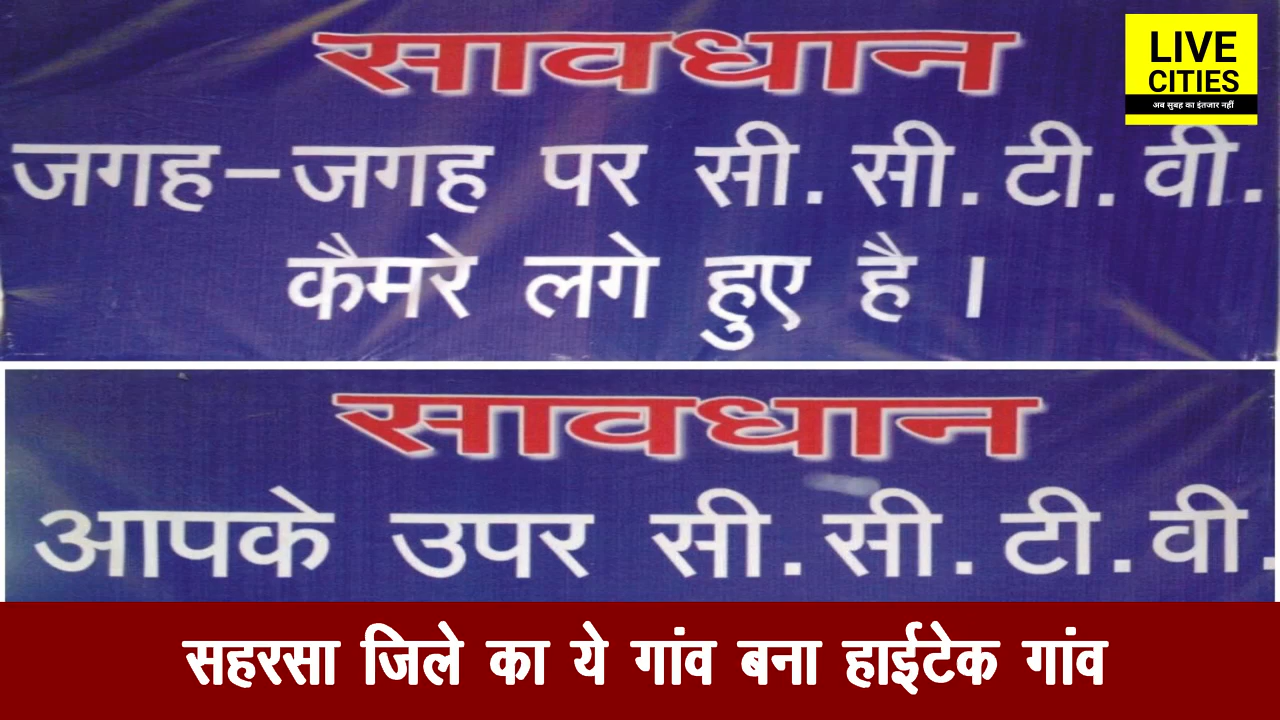 सावधान
LIVE
CITIES
अब सुबह का इंतजार नहीं
जगह-जगह पर सी.सी.टी.वी.
कैमरे लगे हुए है ।
सावधान
आपके उपर सी.सी.टी.वी.
सहरसा जिले का ये गांव बना हाईटेक गांव